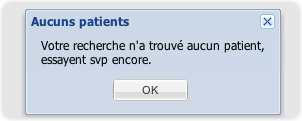 Aucuns patients
Votre recherche n'a trouvé aucun patient,
essayent svp encore.
OK